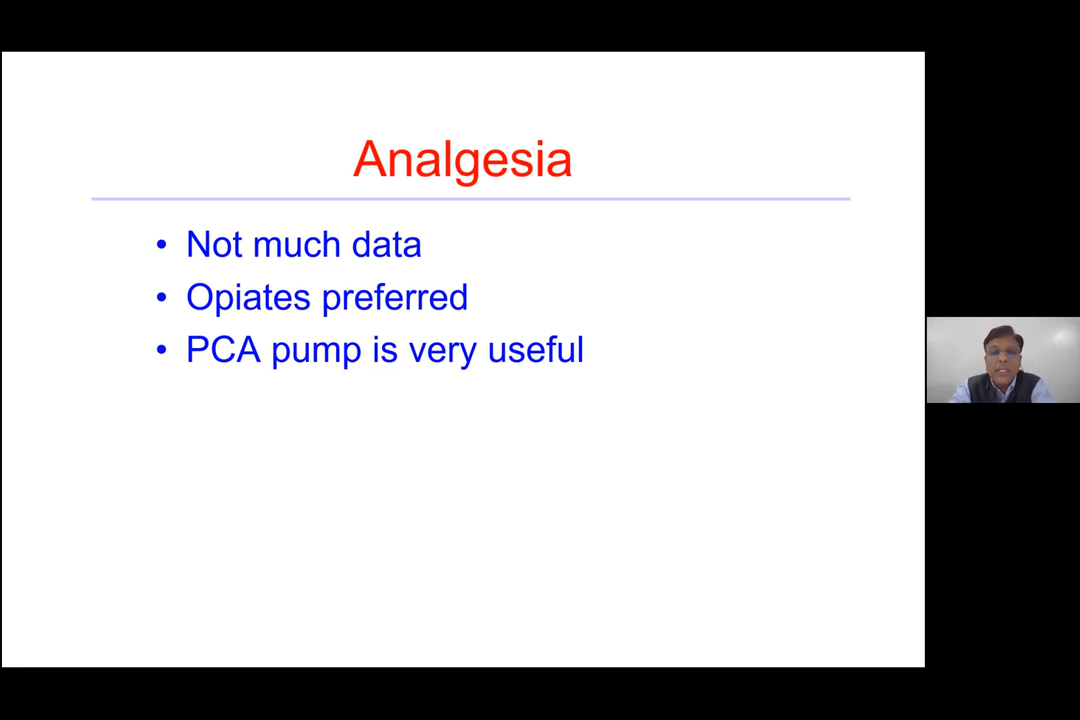 Analgesia
• Not much data
• Opiates preferred
• PCA pump is very useful